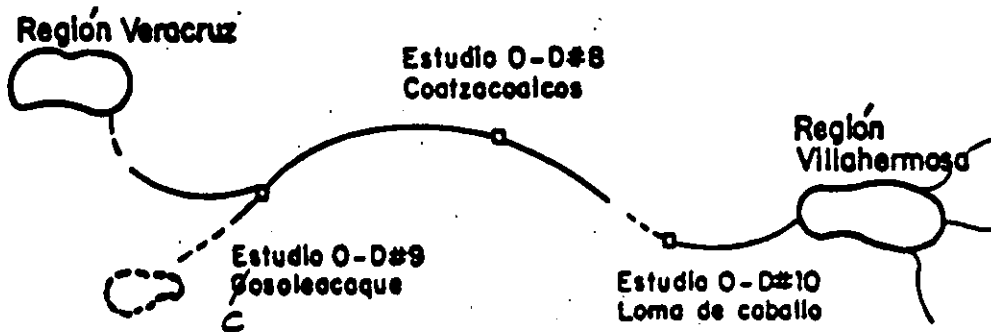 Región Veracruz
Estudio O-D#8
Coatzacoalcos
Región
Villahermosa
Estudio O-D#9
Cosoleacaque
Estudio O-D#10
Loma de caballo